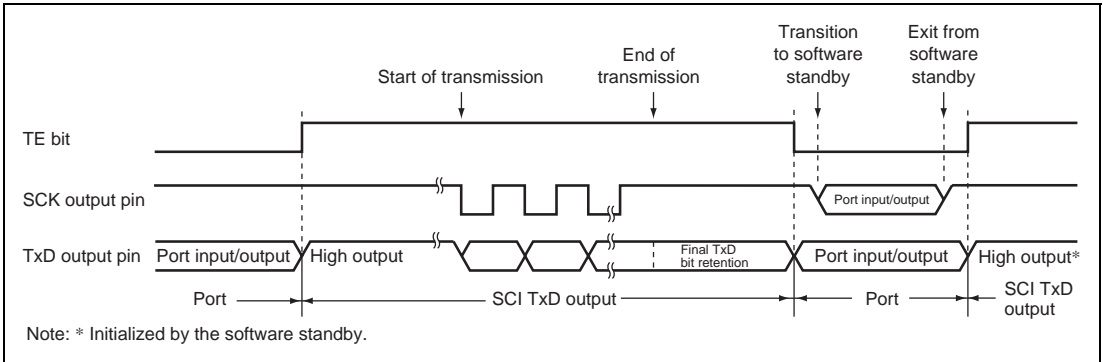 Transition
to software
standby
Exit from
software
standby
End of
transmission
Start of transmission
TE bit
SCK output pin
Port input/output
TxD output pin
Port input/output
High output
Final TxD
bit retention
Port input/output
High output*
Port
SCI TxD output
Port
SCI TxD
output
Note: * Initialized by the software standby.